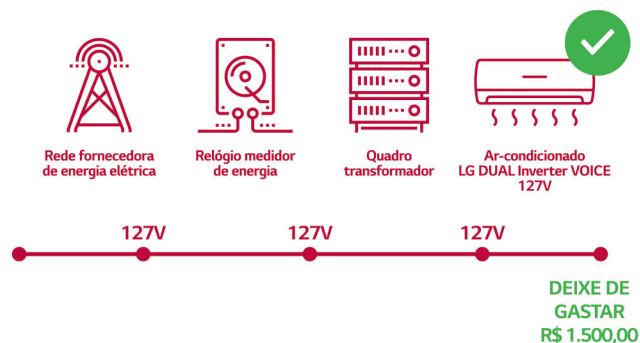 Rede fornecedora
de energia elétrica
Relógio medidor
de energia
Quadro
transformador
Ar-condicionado
LG DUAL Inverter VOICE
127V
127V
127V
127V
DEIXE DE
GASTAR
R$ 1.500,00